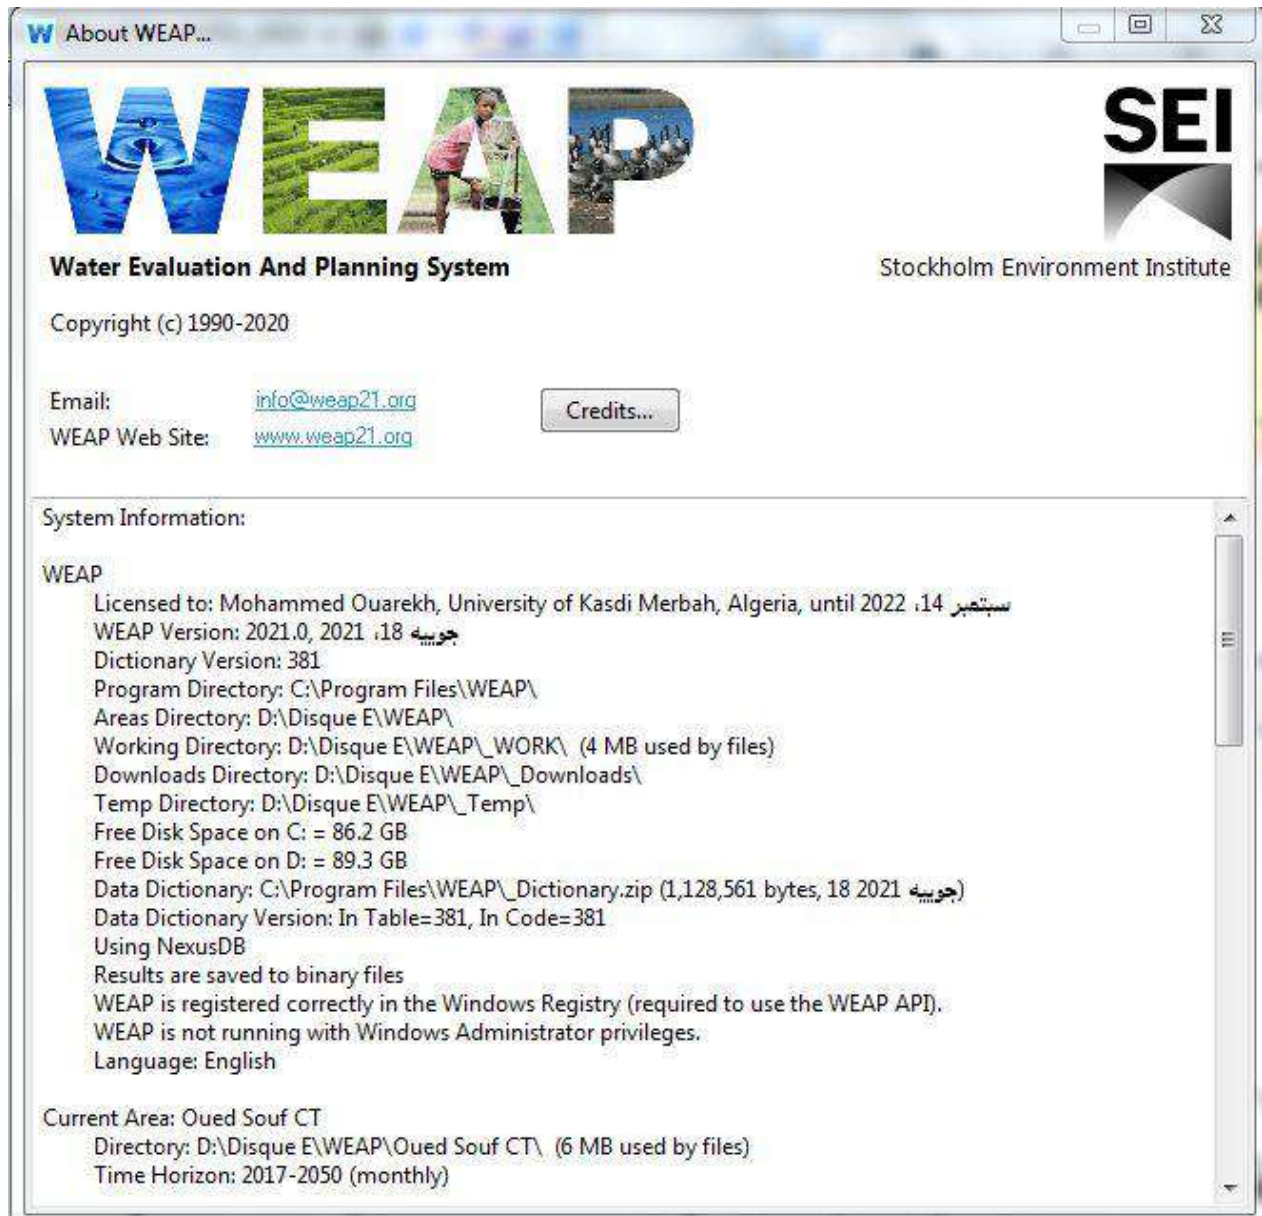 About WEAP...
WEAP
SEI
Water Evaluation And Planning System
Stockholm Environment Institute
Copyright (c) 1990-2020
Email: info@weap21.org
Credits...
WEAP Web Site: www.weap21.org
System Information:
WEAP
Licensed to: Mohammed Ouarekh, University of Kasdi Merbah, Algeria, until 2022 ،14 سبتمبر
WEAP Version: 2021.0, 2021 ،18 جوييه
Dictionary Version: 381
Program Directory: C:\Program Files\WEAP\
Areas Directory: D:\Disque E\WEAP\
Working Directory: D:\Disque E\WEAP\_WORK\ (4 MB used by files)
Downloads Directory: D:\Disque E\WEAP\_Downloads\
Temp Directory: D:\Disque E\WEAP\_Temp\
Free Disk Space on C: = 86.2 GB
Free Disk Space on D: = 89.3 GB
Data Dictionary: C:\Program Files\WEAP\_Dictionary.zip (1,128,561 bytes, 18 2021 جوييه)
Data Dictionary Version: In Table=381, In Code=381
Using NexusDB
Results are saved to binary files
WEAP is registered correctly in the Windows Registry (required to use the WEAP API).
WEAP is not running with Windows Administrator privileges.
Language: English
Current Area: Oued Souf CT
Directory: D:\Disque E\WEAP\Oued Souf CT\ (6 MB used by files)
Time Horizon: 2017-2050 (monthly)